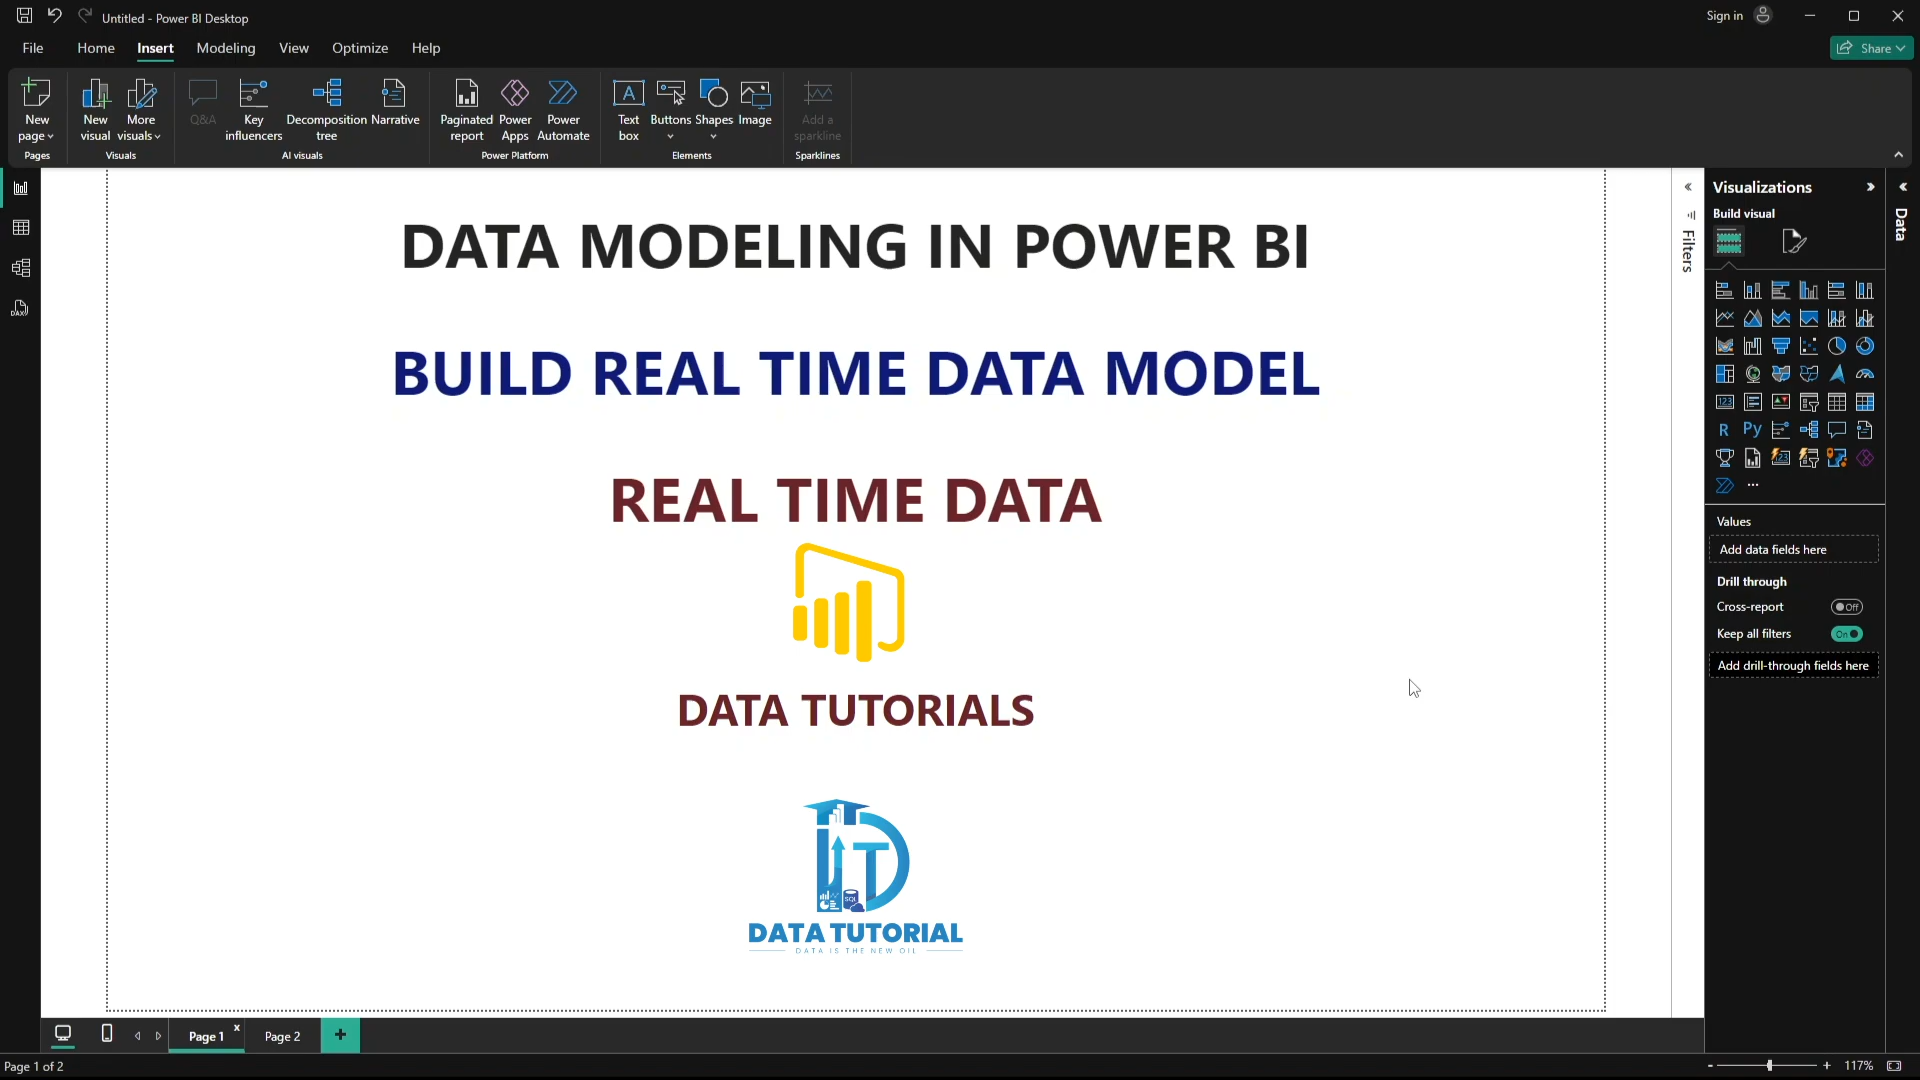 Untitled - Power BI Desktop
Sign in
File Home Insert Modeling View Optimize Help
Share
New page
New visual
More visuals
Q&A
Key influencers
Decomposition tree
Narrative
Paginated report
Power Apps
Power Automate
Text box
Buttons
Shapes
Image
Add a sparkline
Pages
Visuals
AI visuals
Power Platform
Elements
Sparklines
DAX
DATA MODELING IN POWER BI
BUILD REAL TIME DATA MODEL
REAL TIME DATA
DATA TUTORIALS
SQL
DATA TUTORIAL
DATA IS THE NEW OIL
Filters
Visualizations
Data
Build visual
123
R Py
123
Values
Add data fields here
Drill through
Cross-report
Off
Keep all filters
On
Add drill-through fields here
Page 1
Page 2
Page 1 of 2
117%